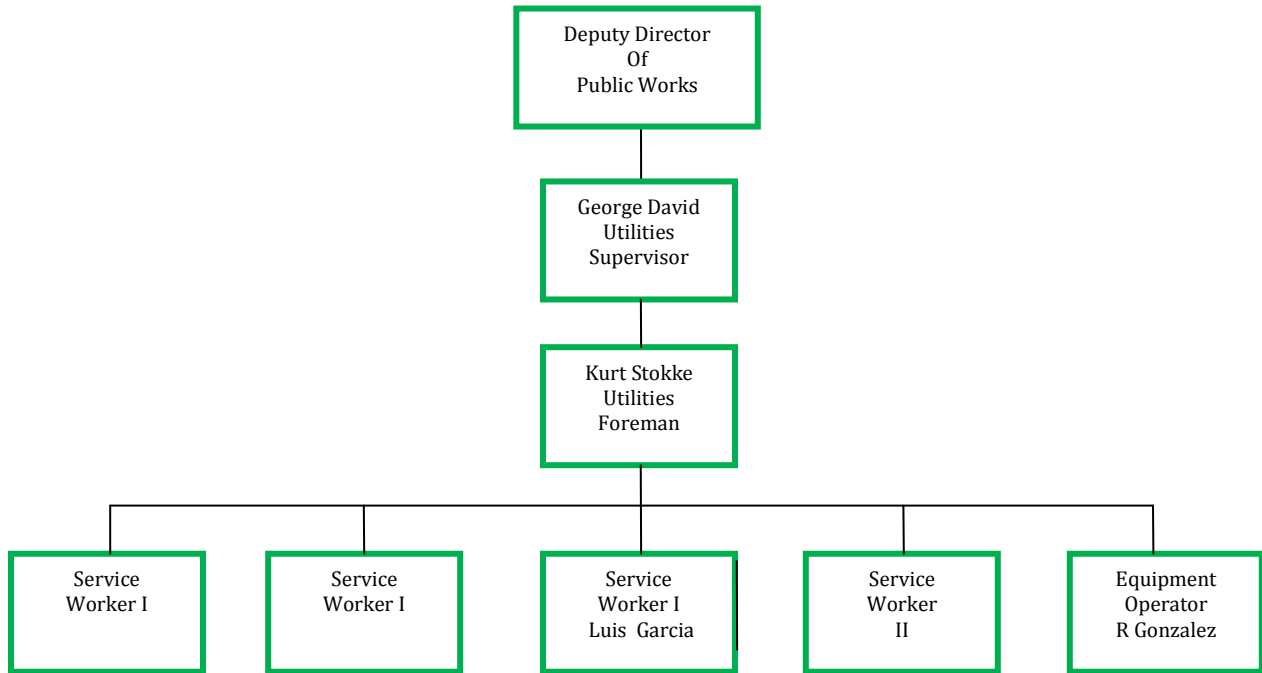 Deputy Director
Of
Public Works
George David
Utilities
Supervisor
Kurt Stokke
Utilities
Foreman
Service
Worker I
Service
Worker I
Service
Worker I
Luis Garcia
Service
Worker
II
Equipment
Operator
R Gonzalez